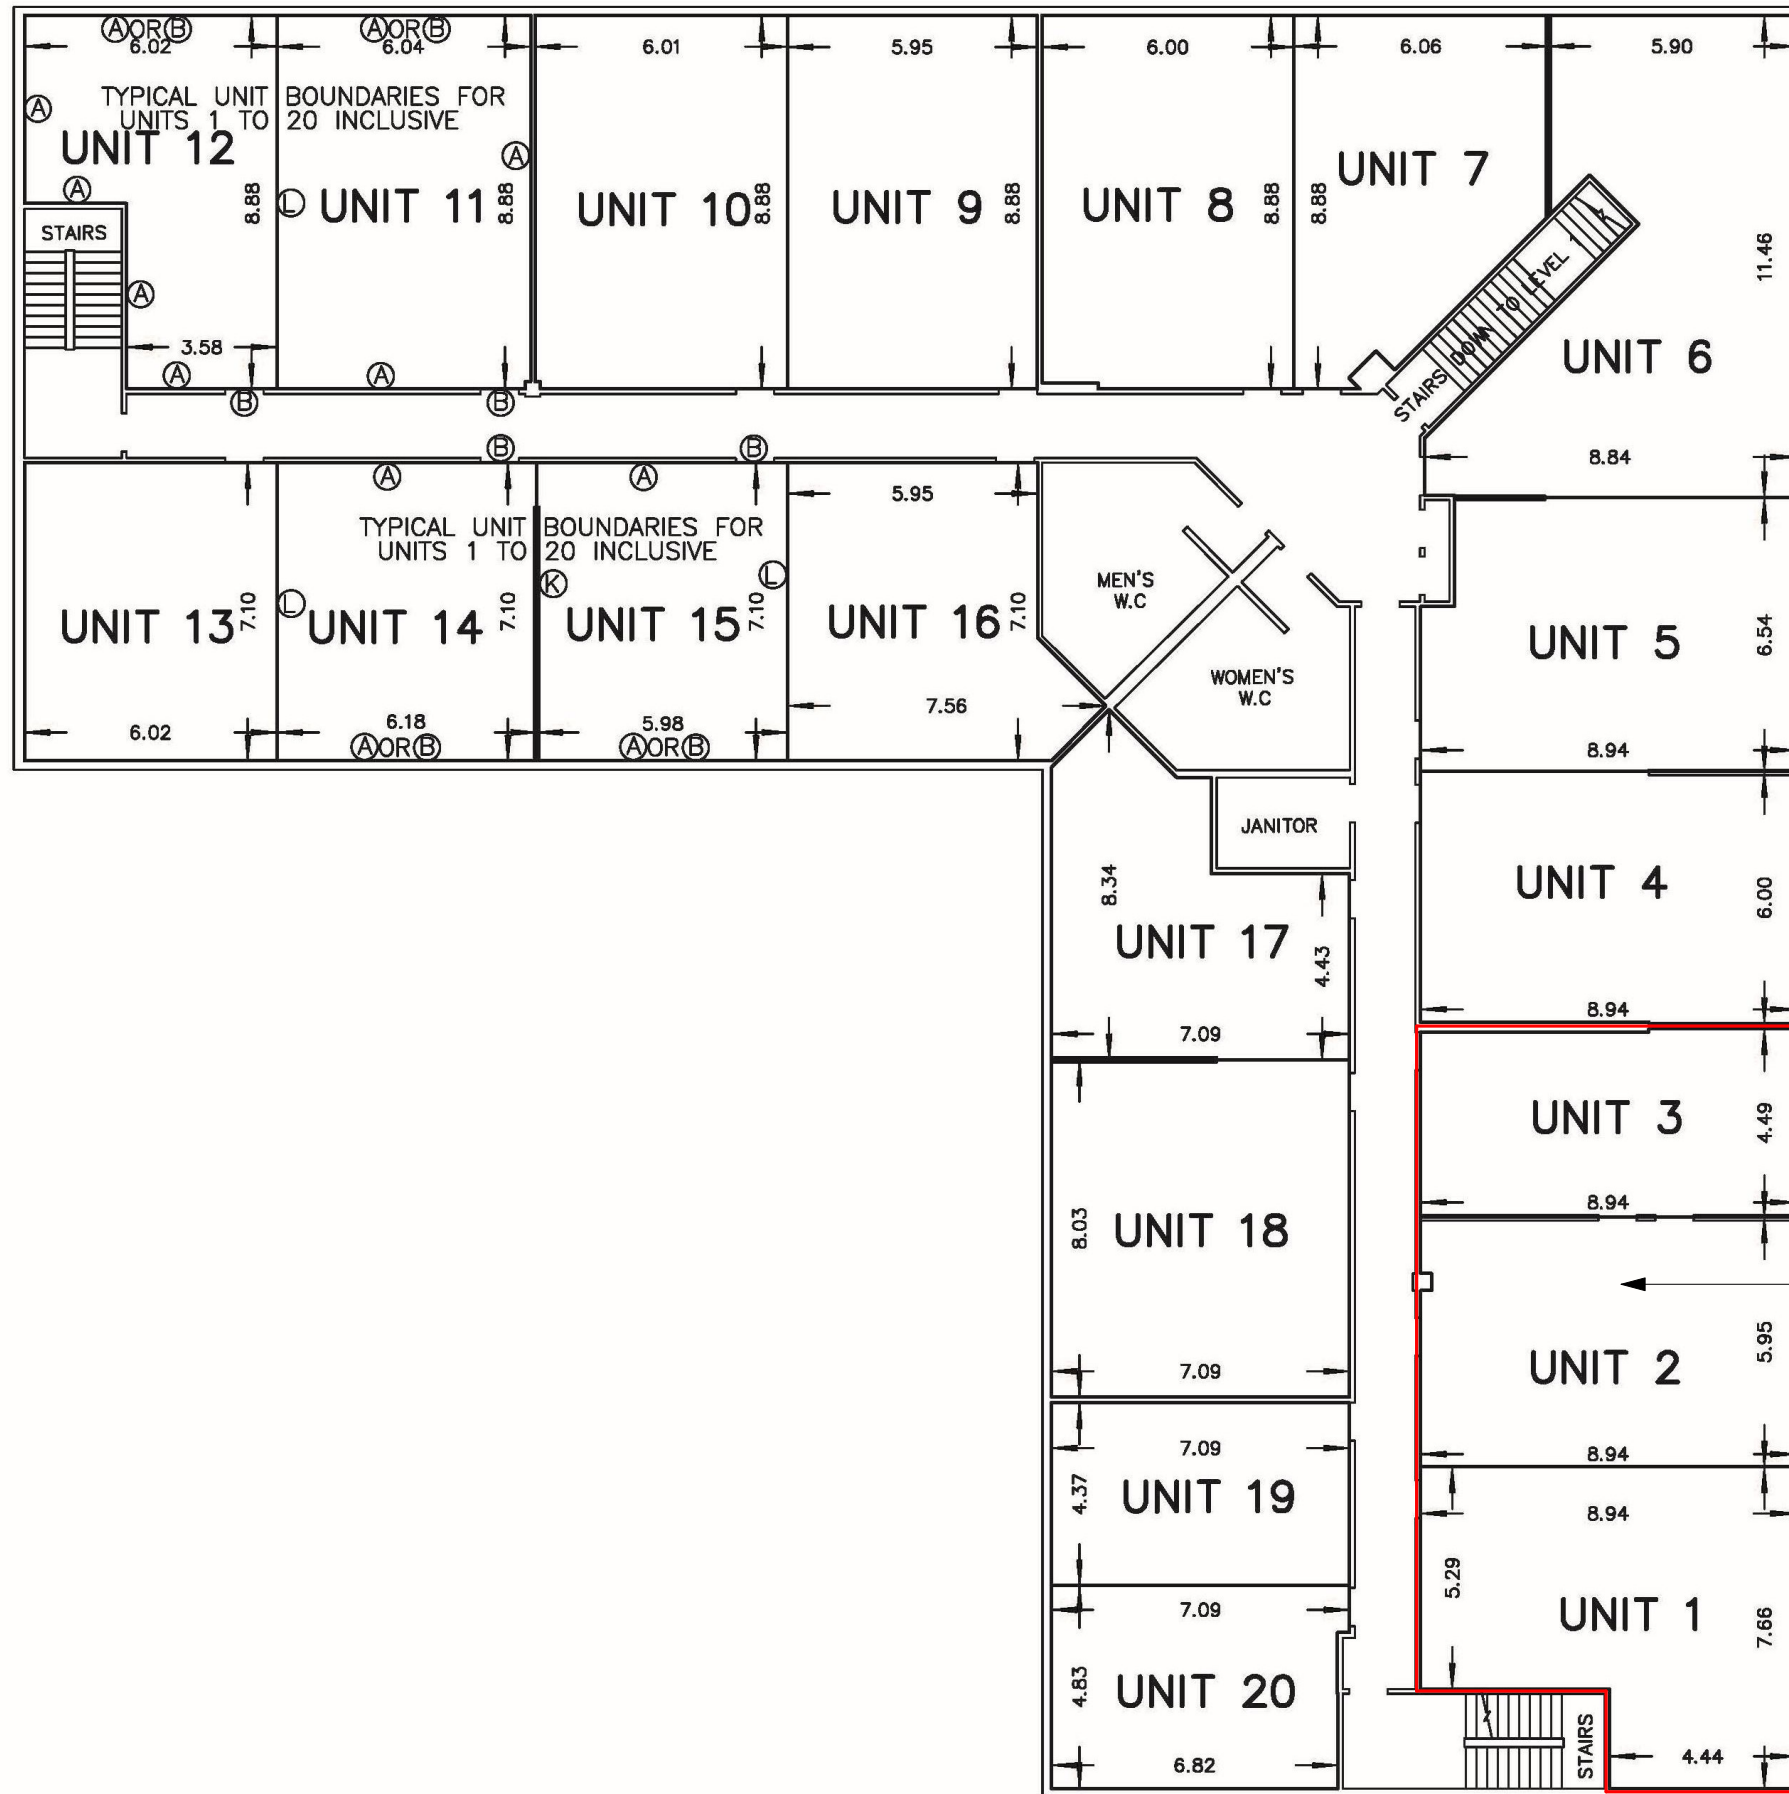 Ⓐ OR Ⓑ
6.02
Ⓐ OR Ⓑ
6.04
6.01
5.95
6.00
6.06
5.90
Ⓐ
TYPICAL UNIT BOUNDARIES FOR
UNITS 1 TO 20 INCLUSIVE
UNIT 12
Ⓐ
Ⓐ
8.88
Ⓛ
UNIT 11
8.88
UNIT 10
8.88
UNIT 9
8.88
UNIT 8
8.88
8.88
UNIT 7
STAIRS
Ⓐ
3.58
Ⓐ
Ⓐ
Ⓑ
Ⓑ
STAIRS DOWN TO LEVEL 1
11.46
UNIT 6
8.84
Ⓑ
Ⓑ
Ⓐ
Ⓐ
5.95
TYPICAL UNIT BOUNDARIES FOR
UNITS 1 TO 20 INCLUSIVE
Ⓛ
Ⓚ
Ⓛ
UNIT 13
7.10
UNIT 14
7.10
UNIT 15
7.10
UNIT 16
7.10
6.02
6.18
Ⓐ OR Ⓑ
5.98
Ⓐ OR Ⓑ
7.56
MEN'S
W.C
WOMEN'S
W.C
UNIT 5
6.54
8.94
JANITOR
8.34
UNIT 17
4.43
7.09
UNIT 4
6.00
8.94
UNIT 3
4.49
8.94
8.03
UNIT 18
7.09
UNIT 2
5.95
8.94
7.09
4.37
UNIT 19
8.94
5.29
UNIT 1
7.66
7.09
4.83
UNIT 20
6.82
STAIRS
4.44